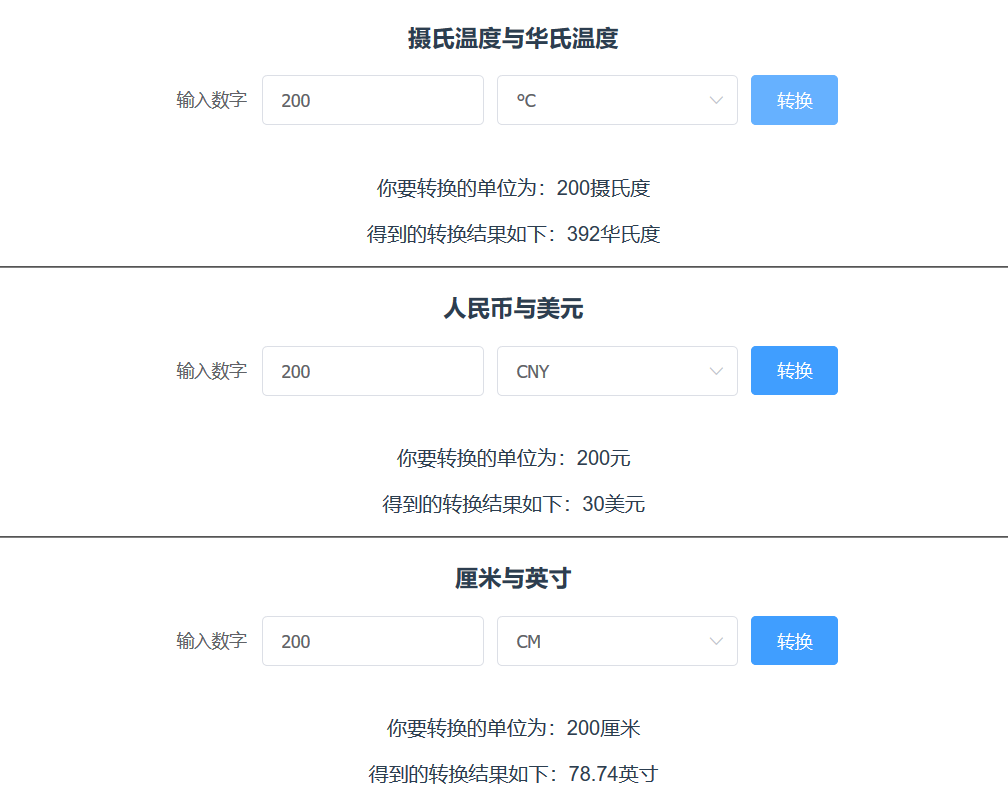 摄氏温度与华氏温度
输入数字 200 ℃ 转换
你要转换的单位为：200摄氏度
得到的转换结果如下：392华氏度
人民币与美元
输入数字 200 CNY 转换
你要转换的单位为：200元
得到的转换结果如下：30美元
厘米与英寸
输入数字 200 CM 转换
你要转换的单位为：200厘米
得到的转换结果如下：78.74英寸